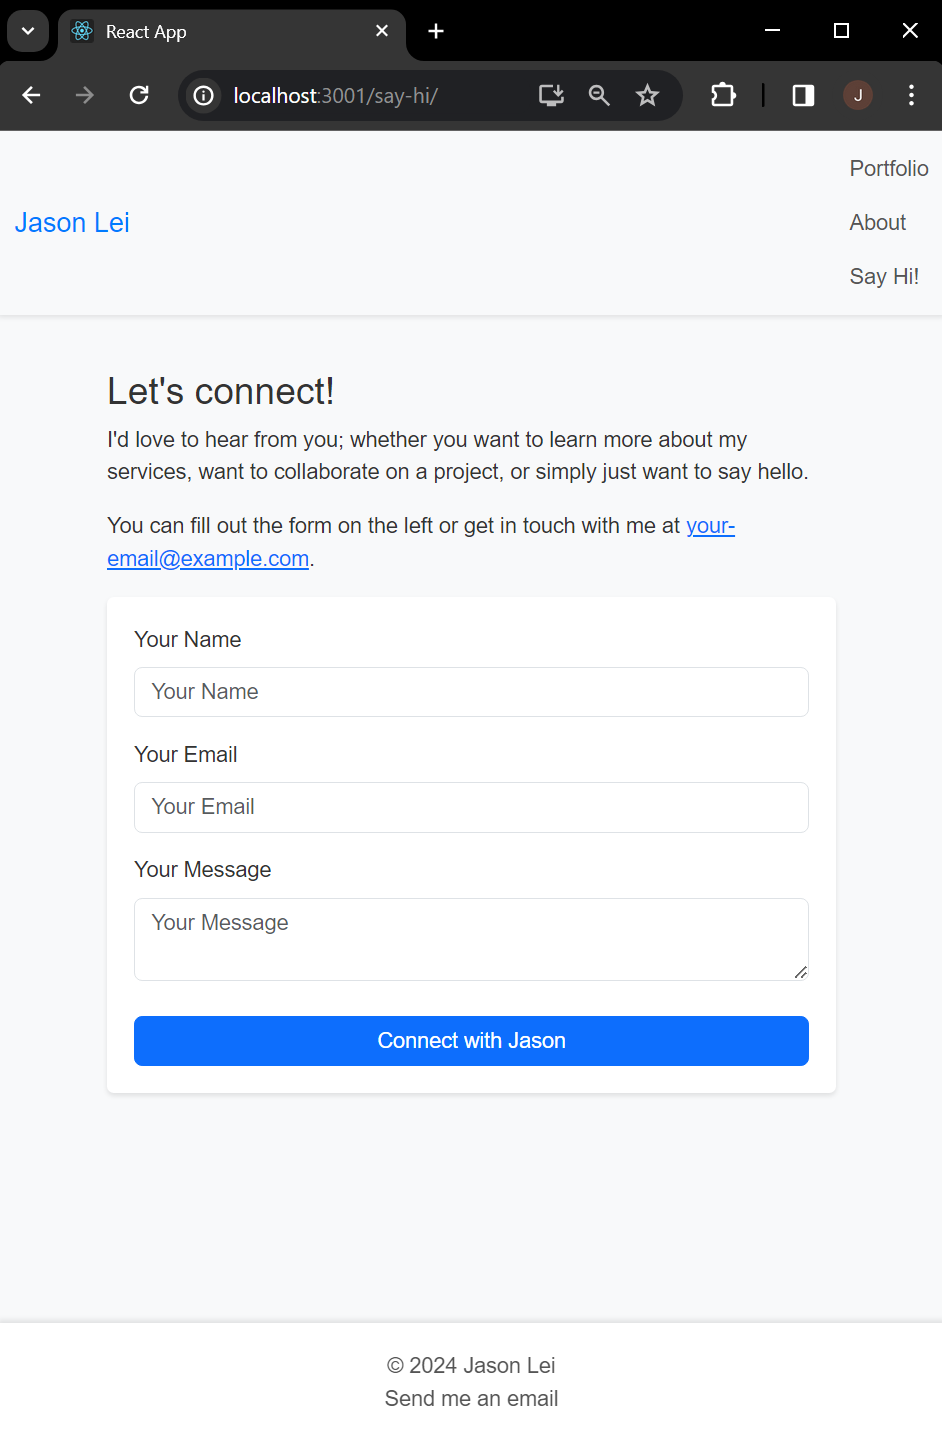 React App
localhost:3001/say-hi/
J
Portfolio
Jason Lei
About
Say Hi!
Let's connect!
I'd love to hear from you; whether you want to learn more about my
services, want to collaborate on a project, or simply just want to say hello.
You can fill out the form on the left or get in touch with me at your-
email@example.com.
Your Name
Your Name
Your Email
Your Email
Your Message
Your Message
Connect with Jason
© 2024 Jason Lei
Send me an email